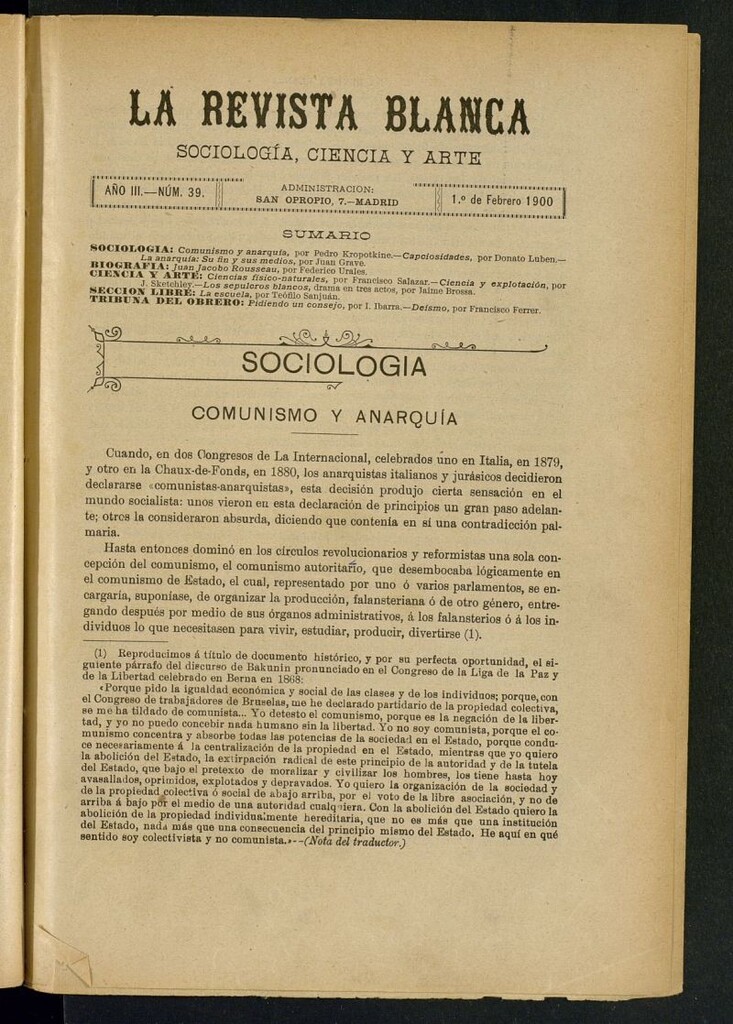 LA REVISTA BLANCA
SOCIOLOGÍA, CIENCIA Y ARTE
AÑO III.—NÚM. 39.
ADMINISTRACION:
SAN OPROPIO, 7.—MADRID
1.º de Febrero 1900
SUMARIO
SOCIOLOGIA: Comunismo y anarquía, por Pedro Kropotkine.—Capciosidades, por Donato Luben.—
La anarquía: Su fin y sus medios, por Juan Grave.
BIOGRAFIA: Juan Jacobo Rousseau, por Federico Urales.
CIENCIA Y ARTE: Ciencias físico-naturales, por Francisco Salazar.—Ciencia y explotación, por
J. Sketchley.—Los sepulcros blancos, drama en tres actos, por Jaime Brossa.
SECCION LIBRE: La escuela, por Teófilo Sanjuán.
TRIBUNA DEL OBRERO: Pidiendo un consejo, por I. Ibarra.—Deismo, por Francisco Ferrer.
SOCIOLOGIA
COMUNISMO Y ANARQUÍA
Cuando, en dos Congresos de La Internacional, celebrados uno en Italia, en 1879,
y otro en la Chaux-de-Fonds, en 1880, los anarquistas italianos y jurásicos decidieron
declararse «comunistas-anarquistas», esta decisión produjo cierta sensación en el
mundo socialista: unos vieron en esta declaración de principios un gran paso adelan-
te; otros la consideraron absurda, diciendo que contenía en sí una contradicción pal-
maria.
Hasta entonces dominó en los círculos revolucionarios y reformistas una sola con-
cepción del comunismo, el comunismo autoritario, que desembocaba lógicamente en
el comunismo de Estado, el cual, representado por uno ó varios parlamentos, se en-
cargaría, suponíase, de organizar la producción, falansteriana ó de otro género, entre-
gando después por medio de sus órganos administrativos, á los falansterios ó á los in-
dividuos lo que necesitasen para vivir, estudiar, producir, divertirse (1).
(1) Reproducimos á título de documento histórico, y por su perfecta oportunidad, el si-
guiente párrafo del discurso de Bakunin pronunciado en el Congreso de la Liga de la Paz y
de la Libertad celebrado en Berna en 1868:
«Porque pido la igualdad económica y social de las clases y de los individuos; porque, con
el Congreso de trabajadores de Bruselas, me he declarado partidario de la propiedad colectiva,
se me ha tildado de comunista... Yo detesto el comunismo, porque es la negación de la liber-
tad, y yo no puedo concebir nada humano sin la libertad. Yo no soy comunista, porque el co-
munismo concentra y absorbe todas las potencias de la sociedad en el Estado, porque condu-
ce necesariamente á la centralización de la propiedad en el Estado, mientras que yo quiero
la abolición del Estado, la extirpación radical de este principio de la autoridad y de la tutela
del Estado, que bajo el pretexto de moralizar y civilizar los hombres, los tiene hasta hoy
avasallados, oprimidos, explotados y depravados. Yo quiero la organización de la sociedad y
de la propiedad colectiva ó social de abajo arriba, por el voto de la libre asociación, y no de
arriba á bajo por el medio de una autoridad cualquiera. Con la abolición del Estado quiero la
abolición de la propiedad individualmente hereditaria, que no es más que una institución
del Estado, nada más que una consecuencia del principio mismo del Estado. He aquí en qué
sentido soy colectivista y no comunista.»—(Nota del traductor.)